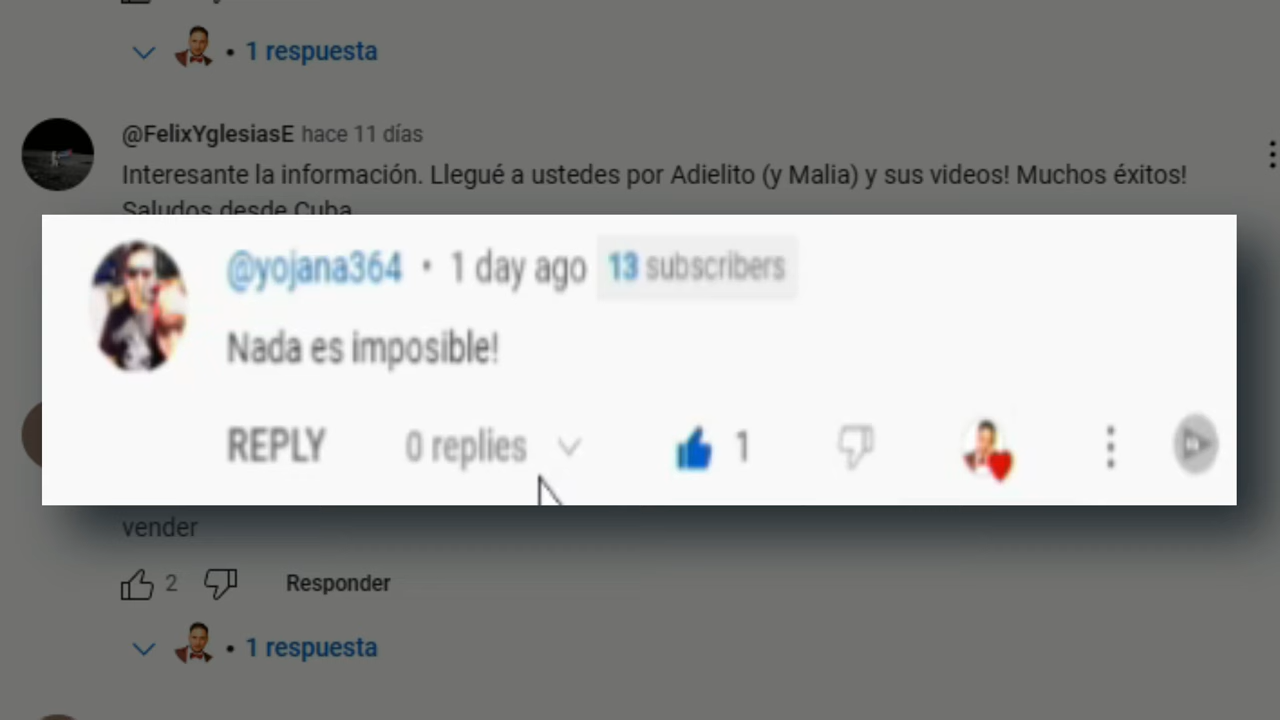 • 1 respuesta
@FelixYglesiasE hace 11 días
Interesante la información. Llegué a ustedes por Adielito (y Malia) y sus videos! Muchos éxitos!
Saludos desde Cuba
@yojana364 • 1 day ago 13 subscribers
Nada es imposible!
REPLY 0 replies 1
vender
2 Responder
• 1 respuesta